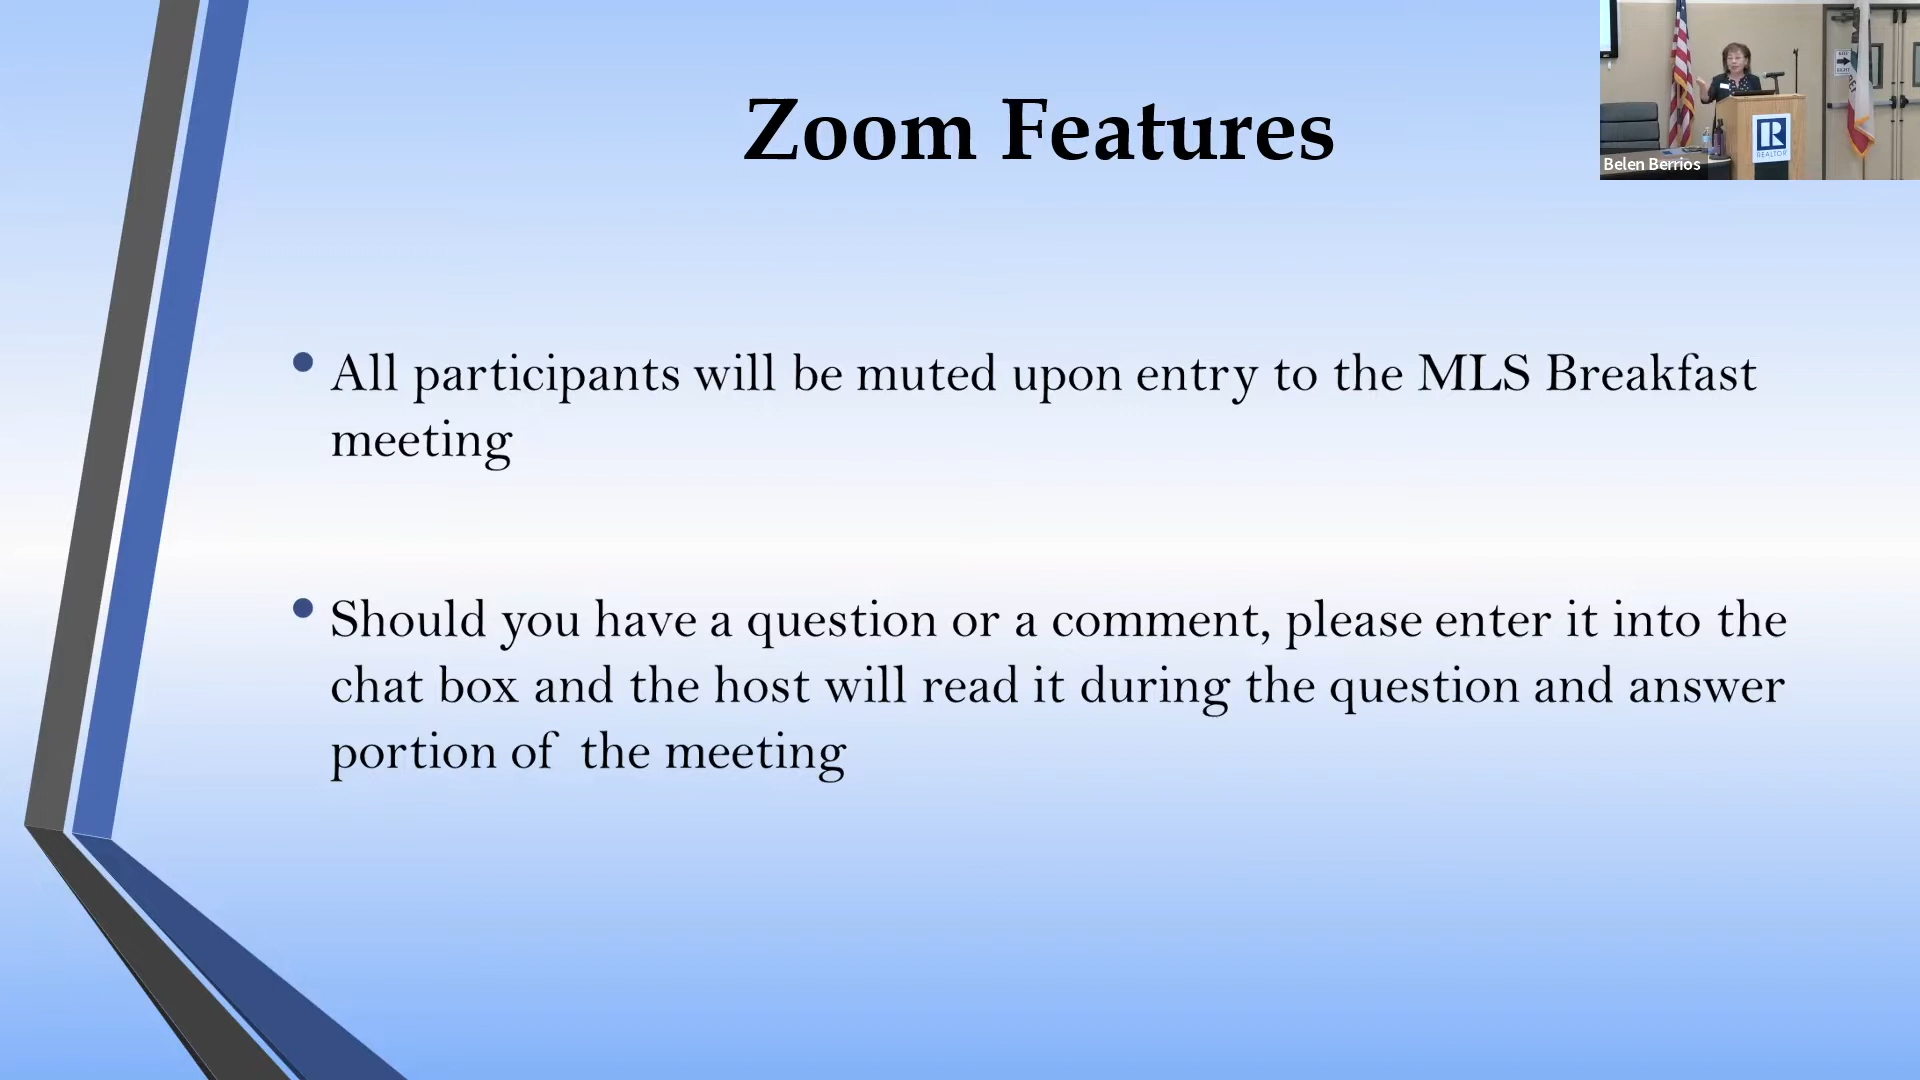 Zoom Features
Belen Berrios
REALTOR
All participants will be muted upon entry to the MLS Breakfast
meeting
Should you have a question or a comment, please enter it into the
chat box and the host will read it during the question and answer
portion of the meeting